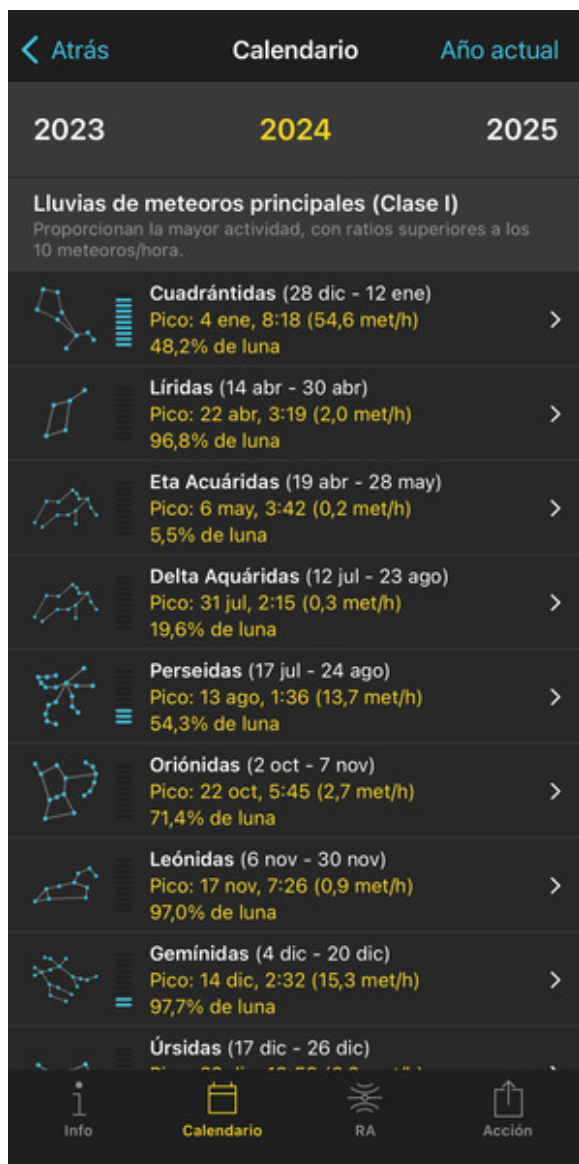 Atrás
Calendario
Año actual
2023
2024
2025
Lluvias de meteoros principales (Clase I)
Proporcionan la mayor actividad, con ratios superiores a los
10 meteoros/hora.
Cuadrántidas (28 dic - 12 ene)
Pico: 4 ene, 8:18 (54,6 met/h)
48,2% de luna
Líridas (14 abr - 30 abr)
Pico: 22 abr, 3:19 (2,0 met/h)
96,8% de luna
Eta Acuáridas (19 abr - 28 may)
Pico: 6 may, 3:42 (0,2 met/h)
5,5% de luna
Delta Aquáridas (12 jul - 23 ago)
Pico: 31 jul, 2:15 (0,3 met/h)
19,6% de luna
Perseidas (17 jul - 24 ago)
Pico: 13 ago, 1:36 (13,7 met/h)
54,3% de luna
Oriónidas (2 oct - 7 nov)
Pico: 22 oct, 5:45 (2,7 met/h)
71,4% de luna
Leónidas (6 nov - 30 nov)
Pico: 17 nov, 7:26 (0,9 met/h)
97,0% de luna
Gemínidas (4 dic - 20 dic)
Pico: 14 dic, 2:32 (15,3 met/h)
97,7% de luna
Úrsidas (17 dic - 26 dic)
Info
Calendario
RA
Acción